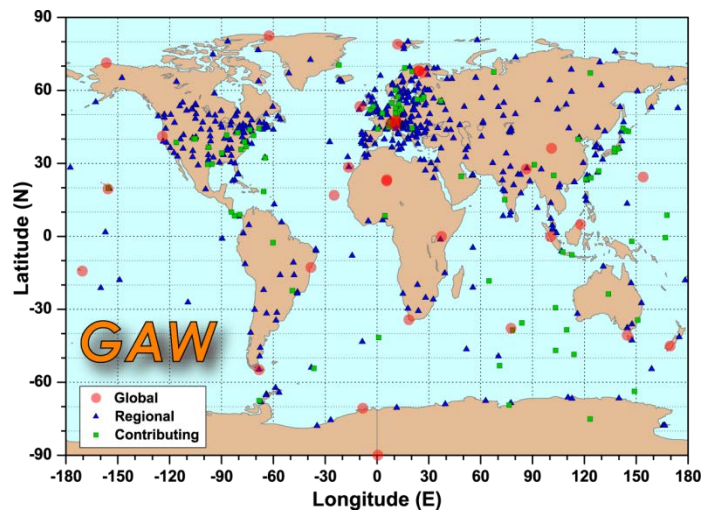 90
60
30
0
-30
-60
-90
Latitude (N)
GAW
Global
Regional
Contributing
-180 -150 -120 -90 -60 -30 0 30 60 90 120 150 180
Longitude (E)